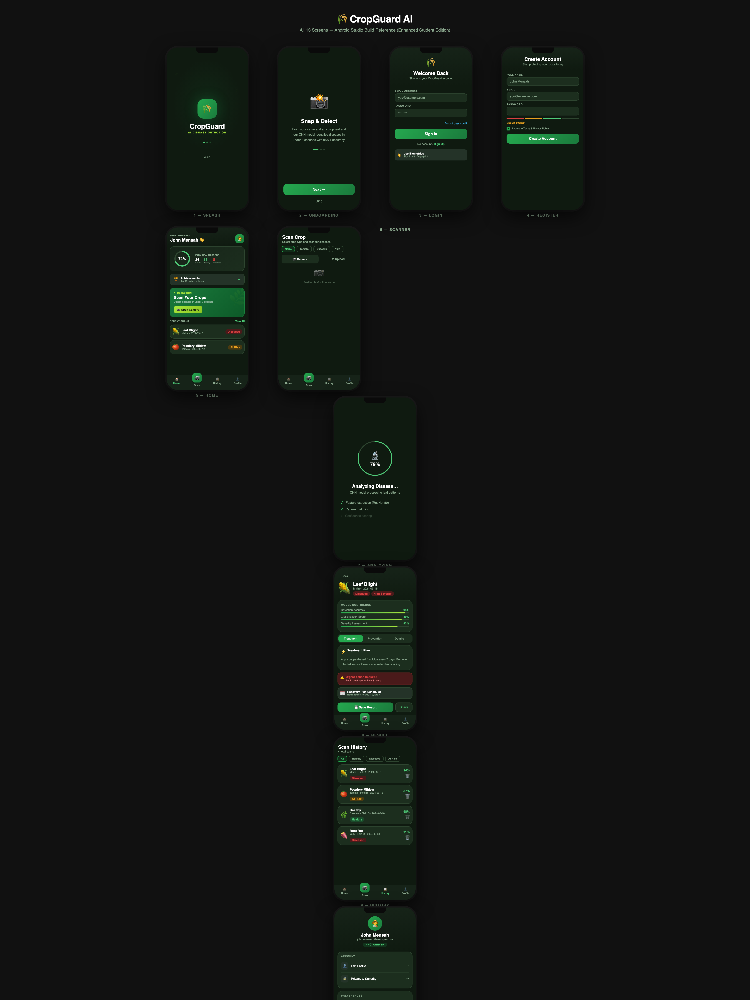 CropGuard AI
All 13 Screens — Android Studio Build Reference (Enhanced Student Edition)
CropGuard
AI DISEASE DETECTION
v2.3.1
1 — SPLASH
Snap & Detect
Point your camera at any crop leaf and
our CNN model identifies diseases in
under 3 seconds with 95%+ accuracy.
Next →
Skip
2 — ONBOARDING
Welcome Back
Sign in to your CropGuard account
EMAIL ADDRESS
you@example.com
PASSWORD
••••••••
Forgot password?
Sign In
No account? Sign Up
Use Biometrics
Sign in with fingerprint
3 — LOGIN
Create Account
Start protecting your crops today
FULL NAME
John Mensah
EMAIL
you@example.com
PASSWORD
••••••••••
Medium strength
✓ I agree to Terms & Privacy Policy
Create Account
4 — REGISTER
GOOD MORNING
John Mensah
74%
FARM HEALTH SCORE
24 16 8
Scans Healthy Diseased
Achievements
4 of 10 badges unlocked
→
AI DETECTION
Scan Your Crops
Detect diseases in under 3 seconds
Open Camera
RECENT SCANS View All
Leaf Blight
Maize • 2024-03-15
Diseased
Powdery Mildew
Tomato • 2024-03-12
At Risk
Home Scan History Profile
5 — HOME
Scan Crop
Select crop type and scan for diseases
Maize Tomato Cassava Yam
Camera Upload
Position leaf within frame
Home Scan History Profile
6 — SCANNER
79%
Analyzing Disease...
CNN model processing leaf patterns
✓ Feature extraction (ResNet-50)
✓ Pattern matching
Confidence scoring
7 — ANALYZING
← Back
Leaf Blight
Maize • 2024-03-15
Diseased High Severity
MODEL CONFIDENCE
Detection Accuracy 94%
Classification Score 89%
Severity Assessment 83%
Treatment Prevention Details
Treatment Plan
Apply copper-based fungicide every 7 days. Remove
infected leaves. Ensure adequate plant spacing.
Urgent Action Required
Begin treatment within 48 hours.
Recovery Plan Scheduled
Reminders set for Day 1, 3, and 7
Save Result Share
Home Scan History Profile
8 — RESULT
Scan History
4 total scans
All Healthy Diseased At Risk
Leaf Blight
Maize • Field A • 2024-03-15
Diseased
94%
Powdery Mildew
Tomato • Field B • 2024-03-12
At Risk
87%
Healthy
Cassava • Field C • 2024-03-10
Healthy
98%
Root Rot
Yam • Field D • 2024-03-08
Diseased
91%
Home Scan History Profile
9 — HISTORY
John Mensah
john.mensah@example.com
PRO FARMER
ACCOUNT
Edit Profile →
Privacy & Security →
PREFERENCES